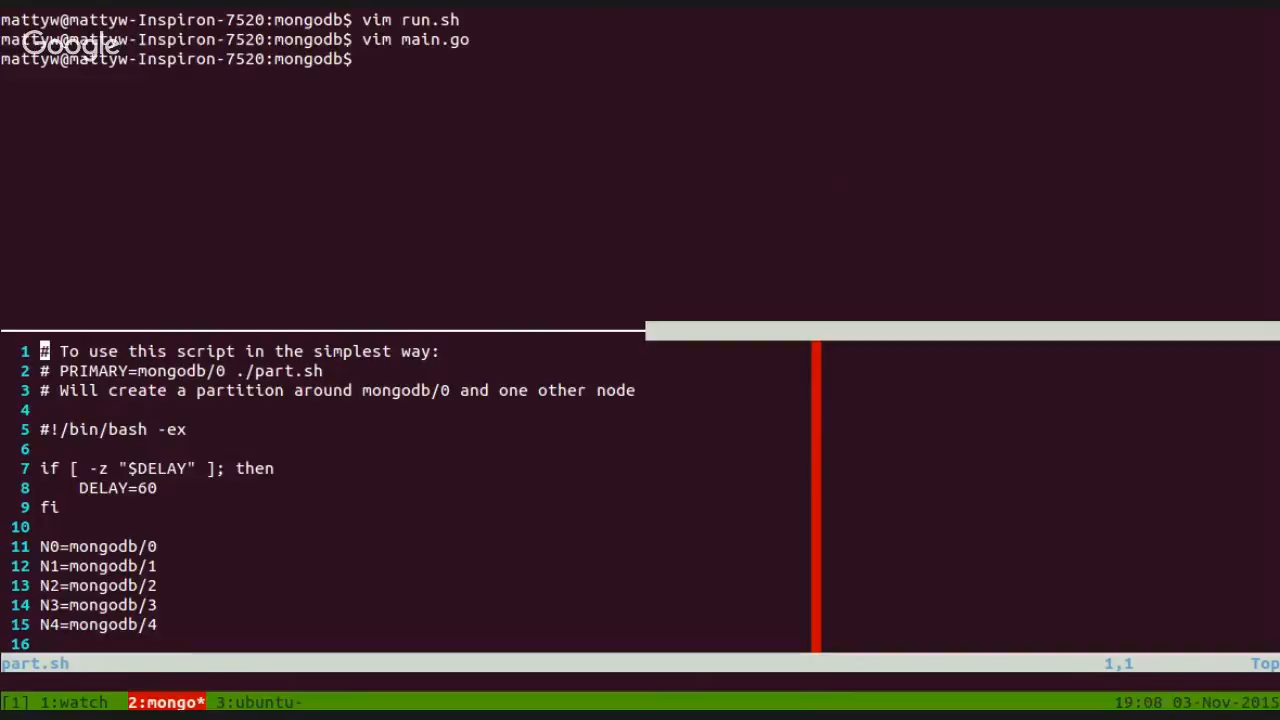 mattyw@mattyw-Inspiron-7520:mongodb$ vim run.sh
mattyw@mattyw-Inspiron-7520:mongodb$ vim main.go
Google
mattyw@mattyw-Inspiron-7520:mongodb$
1 # To use this script in the simplest way:
2 # PRIMARY=mongodb/0 ./part.sh
3 # Will create a partition around mongodb/0 and one other node
4
5 #!/bin/bash -ex
6
7 if [ -z "$DELAY" ]; then
8     DELAY=60
9 fi
10
11 N0=mongodb/0
12 N1=mongodb/1
13 N2=mongodb/2
14 N3=mongodb/3
15 N4=mongodb/4
16
part.sh 1,1 Top
[1] 1:watch 2:mongo* 3:ubuntu- 19:08 03-Nov-2015